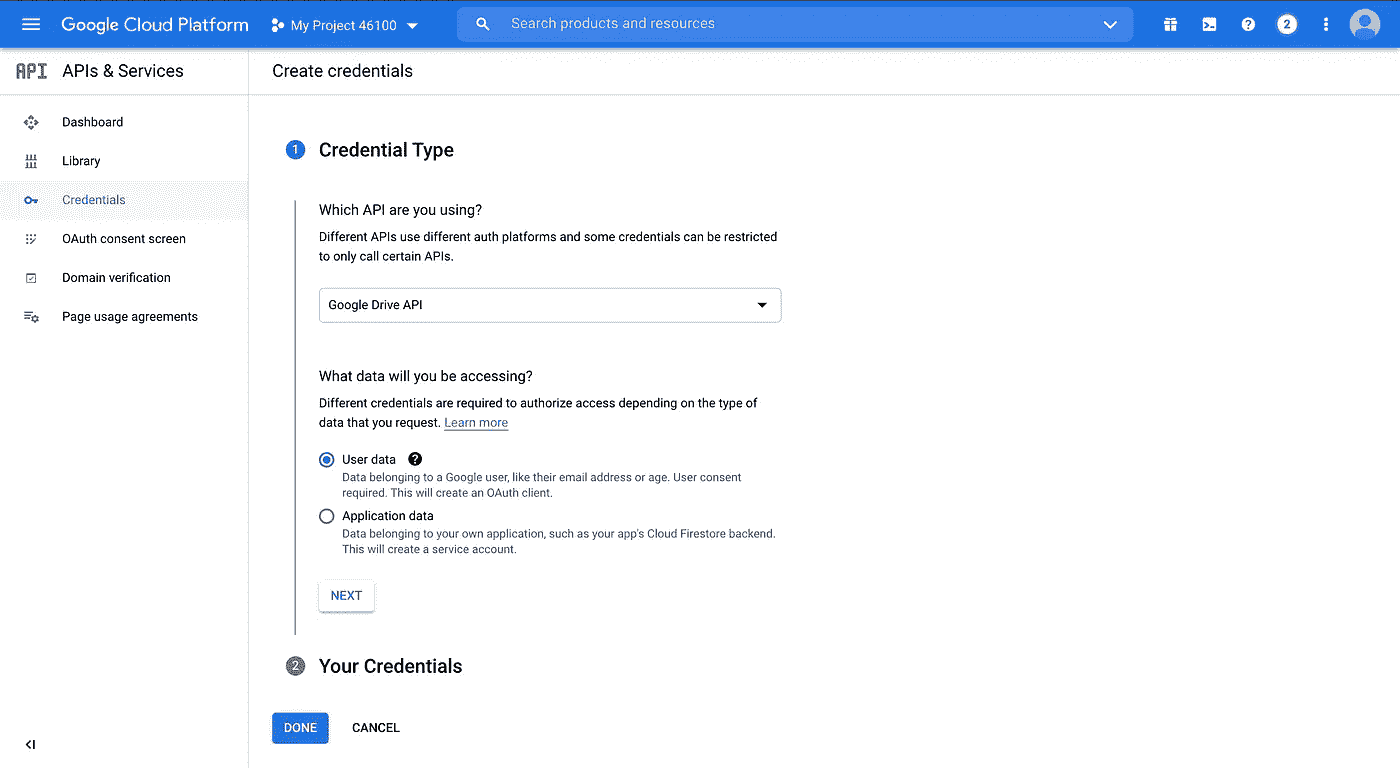 Google Cloud Platform
My Project 46100
Search products and resources
2
API
APIs & Services
Create credentials
Dashboard
Library
Credentials
OAuth consent screen
Domain verification
Page usage agreements
1 Credential Type
Which API are you using?
Different APIs use different auth platforms and some credentials can be restricted
to only call certain APIs.
Google Drive API
What data will you be accessing?
Different credentials are required to authorize access depending on the type of
data that you request. Learn more
User data ?
Data belonging to a Google user, like their email address or age. User consent
required. This will create an OAuth client.
Application data
Data belonging to your own application, such as your app's Cloud Firestore backend.
This will create a service account.
NEXT
2 Your Credentials
DONE
CANCEL